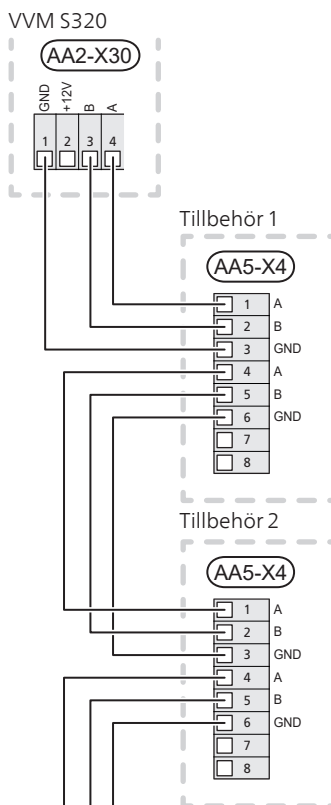 VVM S320
AA2-X30
GND +12V B A
1 2 3 4
Tillbehör 1
AA5-X4
1 A
2 B
3 GND
4 A
5 B
6 GND
7
8
Tillbehör 2
AA5-X4
1 A
2 B
3 GND
4 A
5 B
6 GND
7
8